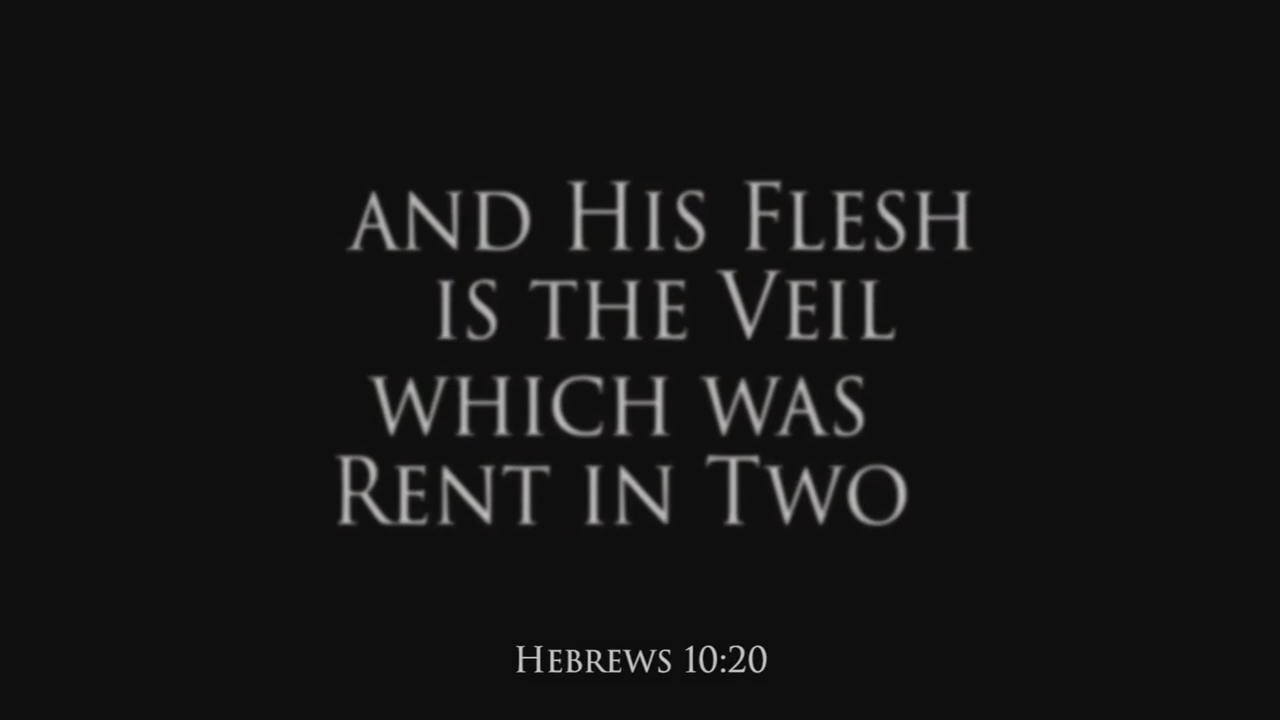 and His Flesh
is the Veil
which was
Rent in Two
Hebrews 10:20